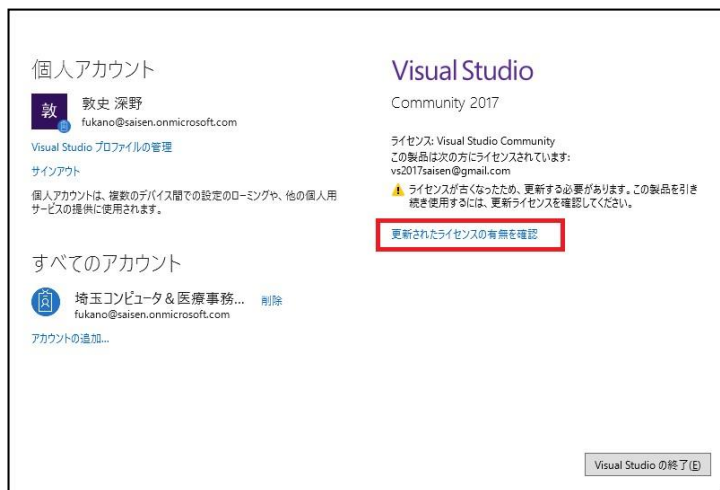 個人アカウント
敦
敦史 深野
fukano@saisen.onmicrosoft.com
Visual Studio プロファイルの管理
サインアウト
個人アカウントは、複数のデバイス間での設定のローミングや、他の個人用
サービスの提供に使用されます。
すべてのアカウント
埼玉コンピュータ & 医療事務... 削除
fukano@saisen.onmicrosoft.com
アカウントの追加...
Visual Studio
Community 2017
ライセンス: Visual Studio Community
この製品は次の方にライセンスされています:
vs2017saisen@gmail.com
ライセンスが古くなったため、更新する必要があります。この製品を引き
続き使用するには、更新ライセンスを確認してください。
更新されたライセンスの有無を確認
Visual Studio の終了(E)